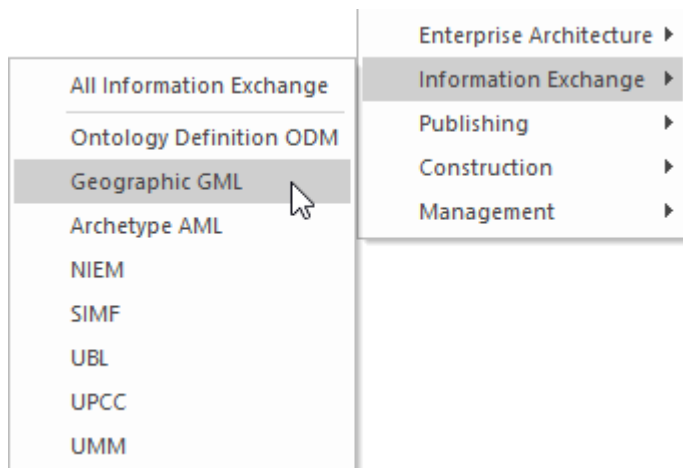 Enterprise Architecture
Information Exchange
Publishing
Construction
Management
All Information Exchange
Ontology Definition ODM
Geographic GML
Archetype AML
NIEM
SIMF
UBL
UPCC
UMM